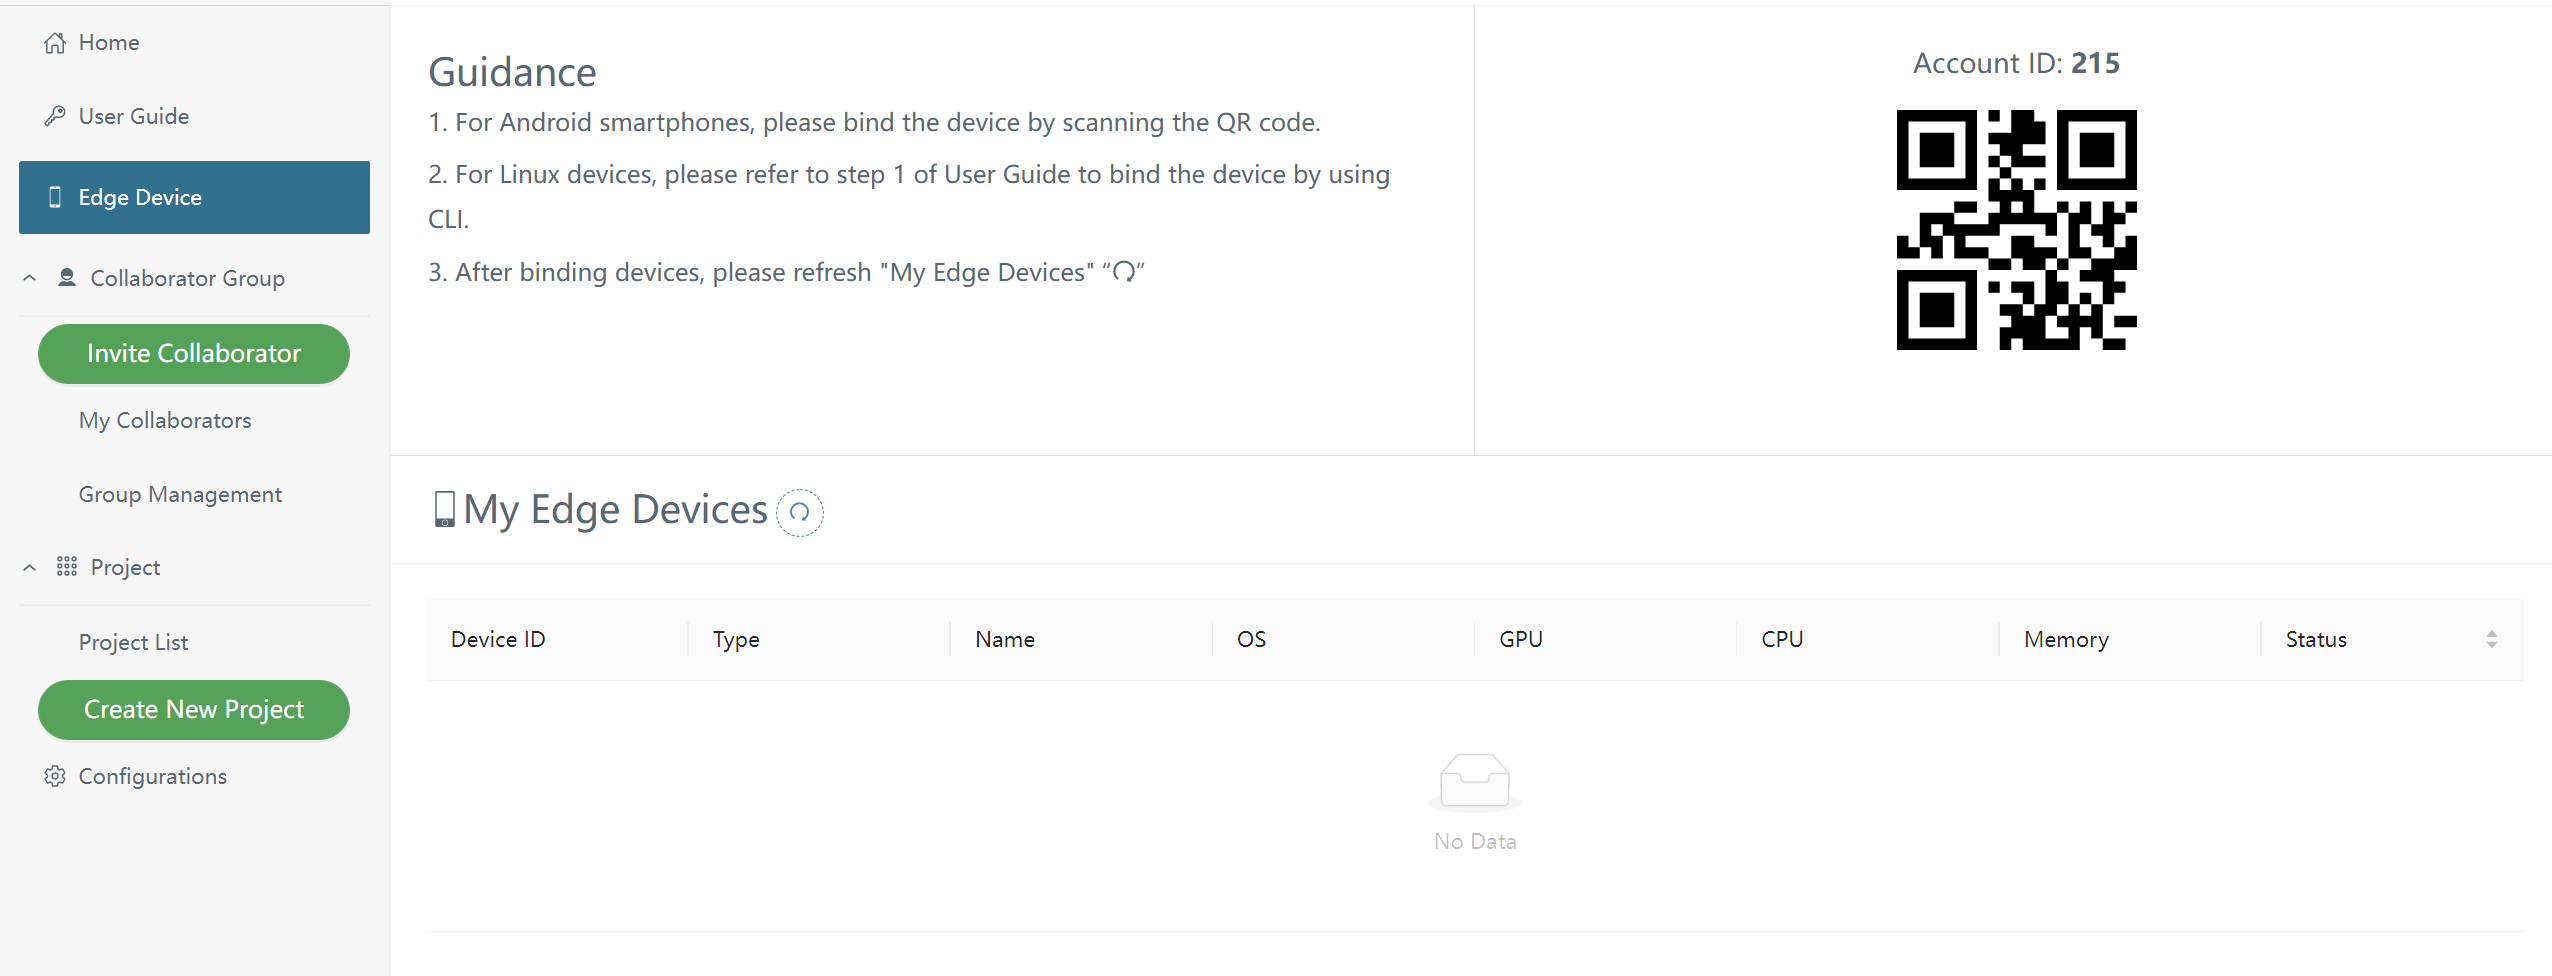 Home
User Guide
Edge Device
Collaborator Group
Invite Collaborator
My Collaborators
Group Management
Project
Project List
Create New Project
Configurations
Guidance
1. For Android smartphones, please bind the device by scanning the QR code.
2. For Linux devices, please refer to step 1 of User Guide to bind the device by using
CLI.
3. After binding devices, please refresh "My Edge Devices" “”
Account ID: 215
My Edge Devices
Device ID Type Name OS GPU CPU Memory Status
No Data